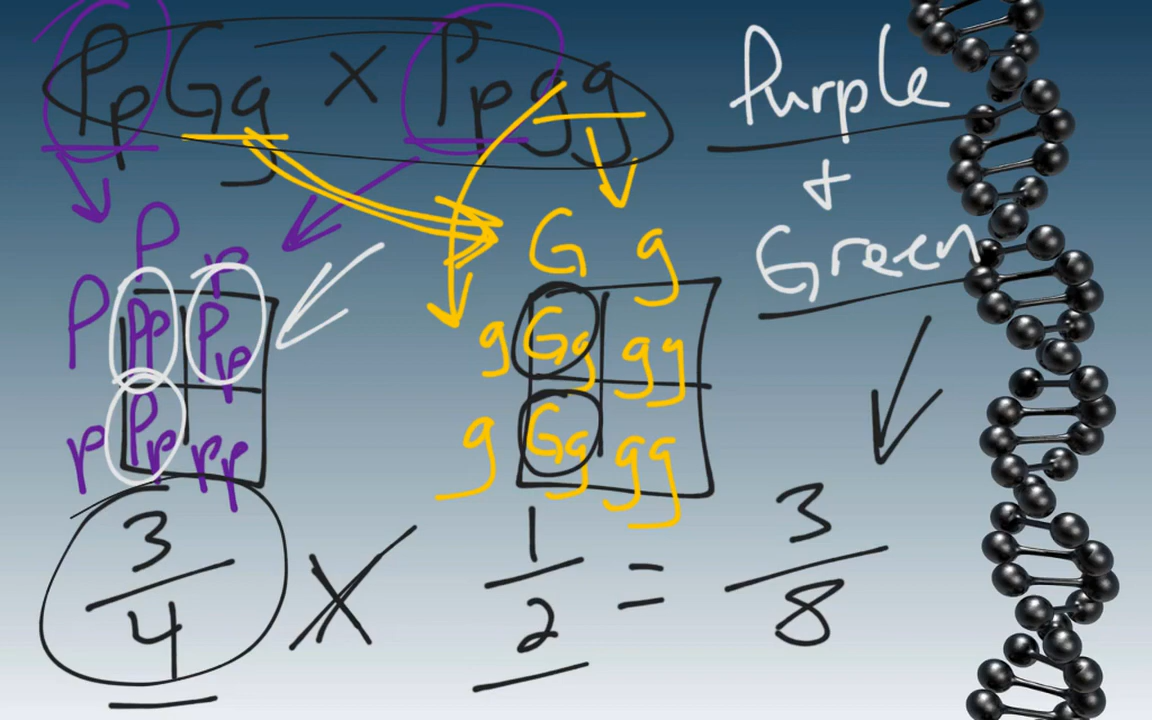 PpGg × Ppgg
Purple
+
Green
P p
P PP Pp
p Pp pp
G g
g Gg gg
g Gg gg
3/4 × 1/2 = 3/8